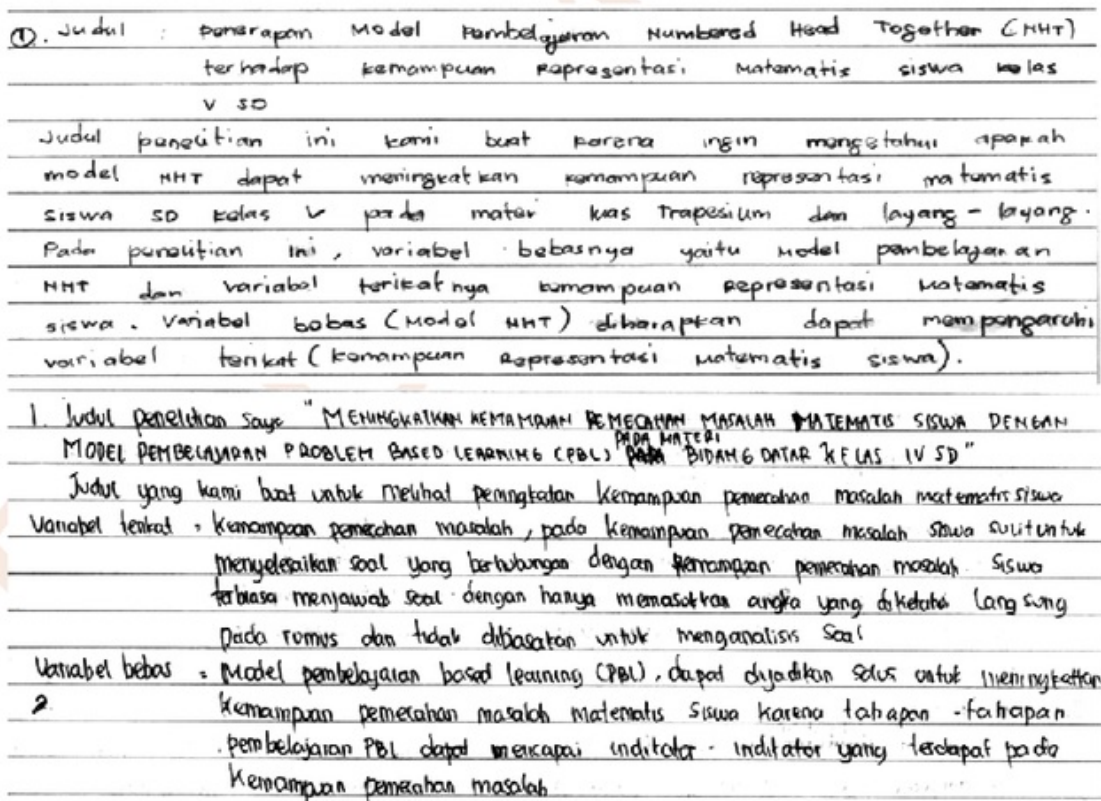 ①. Judul : penerapan Model Pembelajaran Numbered Head Together (NHT)
terhadap kemampuan Representasi Matematis siswa kelas
V SD
Judul penelitian ini kami buat karena ingin mengetahui apakah
model NHT dapat meningkatkan kemampuan representasi matematis
siswa SD kelas V pada materi luas Trapesium dan layang-layang.
Pada penelitian ini, variabel bebasnya yaitu Model pembelajaran
NHT dan variabel terikatnya kemampuan Representasi Matematis
siswa. Variabel bebas (Model NHT) diharapkan dapat mempengaruhi
variabel terikat (kemampuan Representasi Matematis siswa).
1. Judul penelitian saya "MENINGKATKAN KEMAMPUAN PEMECAHAN MASALAH MATEMATIS SISWA DENGAN
MODEL PEMBELAJARAN PROBLEM BASED LEARNING (PBL) PADA MATERI BIDANG DATAR KELAS IV SD"
Judul yang kami buat untuk melihat peningkatan kemampuan pemecahan masalah matematis siswa
Variabel terikat = kemampuan pemecahan masalah, pada kemampuan pemecahan masalah siswa sulit untuk
menyelesaikan soal yang berhubungan dengan kemampuan pemecahan masalah. Siswa
terbiasa menjawab soal dengan hanya memasukkan angka yang diketahui langsung
pada rumus dan tidak dibiasakan untuk menganalisis soal
Variabel bebas = Model pembelajaran based learning (PBL), dapat dijadikan solusi untuk meningkatkan
2 kemampuan pemecahan masalah matematis siswa karena tahapan-tahapan
pembelajaran PBL dapat mencapai inditator-inditator yang terdapat pada
kemampuan pemecahan masalah